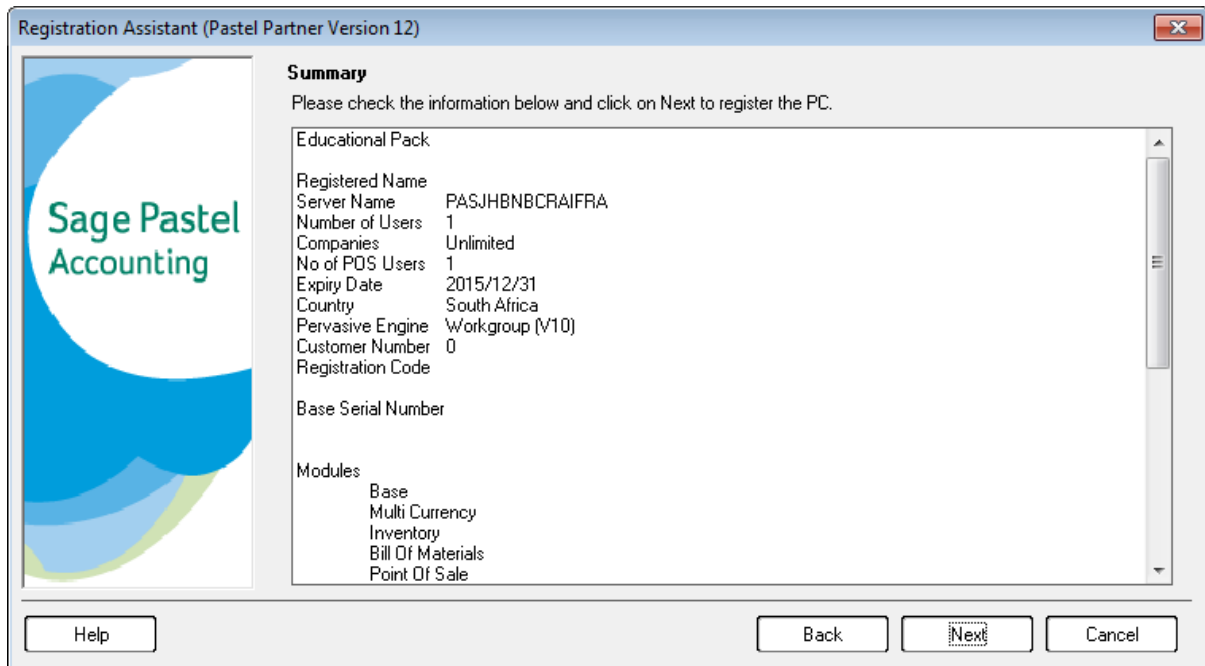 Registration Assistant (Pastel Partner Version 12)
Sage Pastel
Accounting
Summary
Please check the information below and click on Next to register the PC.
Educational Pack
Registered Name
Server Name PASJHBNBCRAIFRA
Number of Users 1
Companies Unlimited
No of POS Users 1
Expiry Date 2015/12/31
Country South Africa
Pervasive Engine Workgroup (V10)
Customer Number 0
Registration Code
Base Serial Number
Modules
Base
Multi Currency
Inventory
Bill Of Materials
Point Of Sale
Help
Back
Next
Cancel